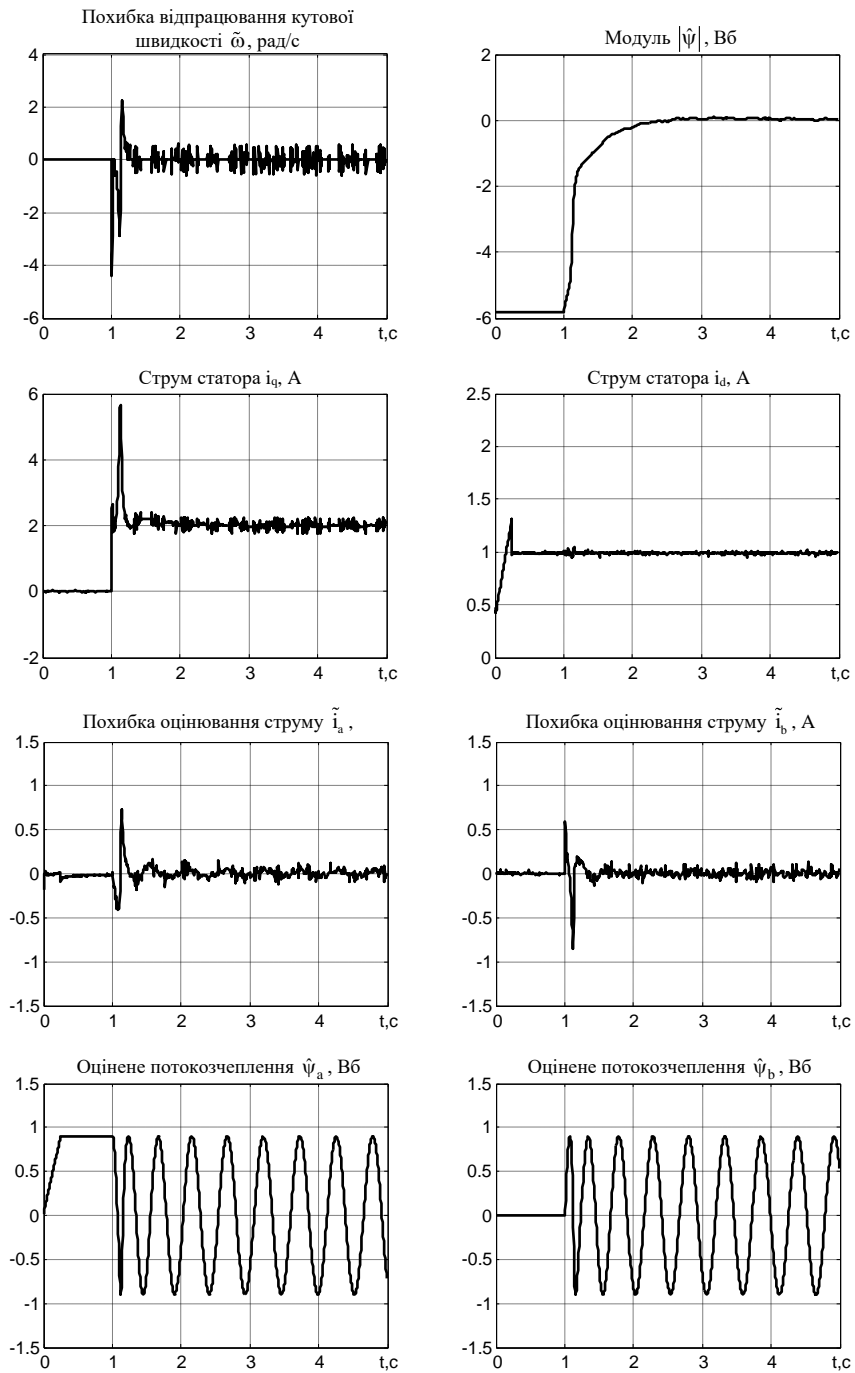 Похибка відпрацювання кутової
швидкості ω̃, рад/с
4
2
0
-2
-4
-6
0 1 2 3 4 t,c
Модуль |ψ̂|, Вб
2
0
-2
-4
-6
0 1 2 3 4 t,c
Струм статора i_q, А
6
4
2
0
-2
0 1 2 3 4 t,c
Струм статора i_d, А
2.5
2
1.5
1
0.5
0
0 1 2 3 4 t,c
Похибка оцінювання струму ĩ_a ,
1.5
1
0.5
0
-0.5
-1
-1.5
0 1 2 3 4 t,c
Похибка оцінювання струму ĩ_b , А
1.5
1
0.5
0
-0.5
-1
-1.5
0 1 2 3 4 t,c
Оцінене потокозчеплення ψ̂_a , Вб
1.5
1
0.5
0
-0.5
-1
-1.5
0 1 2 3 4 t,c
Оцінене потокозчеплення ψ̂_b , Вб
1.5
1
0.5
0
-0.5
-1
-1.5
0 1 2 3 4 t,c